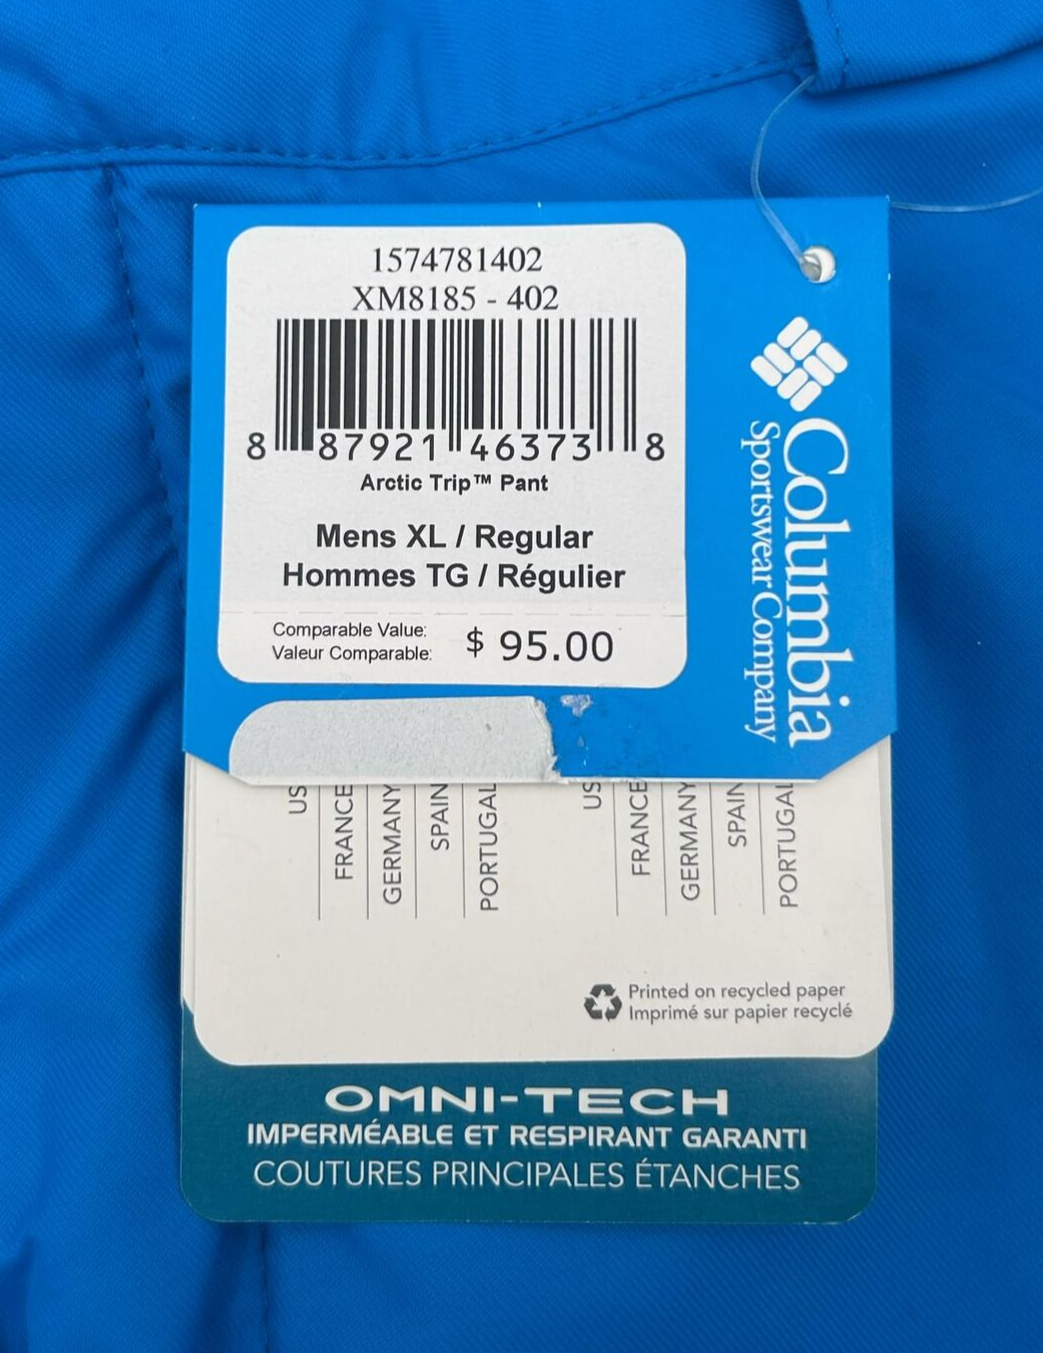 1574781402
XM8185 - 402
8 87921 46373 8
Arctic Trip™ Pant
Mens XL / Regular
Hommes TG / Régulier
Comparable Value:
Valeur Comparable:
$ 95.00
Columbia
Sportswear Company
US
FRANCE
GERMANY
SPAIN
PORTUGAL
US
FRANCE
GERMANY
SPAIN
PORTUGAL
Printed on recycled paper
Imprimé sur papier recyclé
OMNI-TECH
IMPERMÉABLE ET RESPIRANT GARANTI
COUTURES PRINCIPALES ÉTANCHES